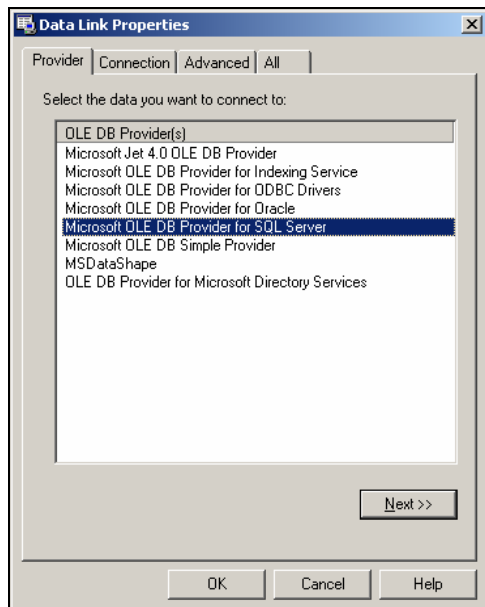 Data Link Properties
Provider Connection Advanced All
Select the data you want to connect to:
OLE DB Provider(s)
Microsoft Jet 4.0 OLE DB Provider
Microsoft OLE DB Provider for Indexing Service
Microsoft OLE DB Provider for ODBC Drivers
Microsoft OLE DB Provider for Oracle
Microsoft OLE DB Provider for SQL Server
Microsoft OLE DB Simple Provider
MSDataShape
OLE DB Provider for Microsoft Directory Services
Next >>
OK Cancel Help